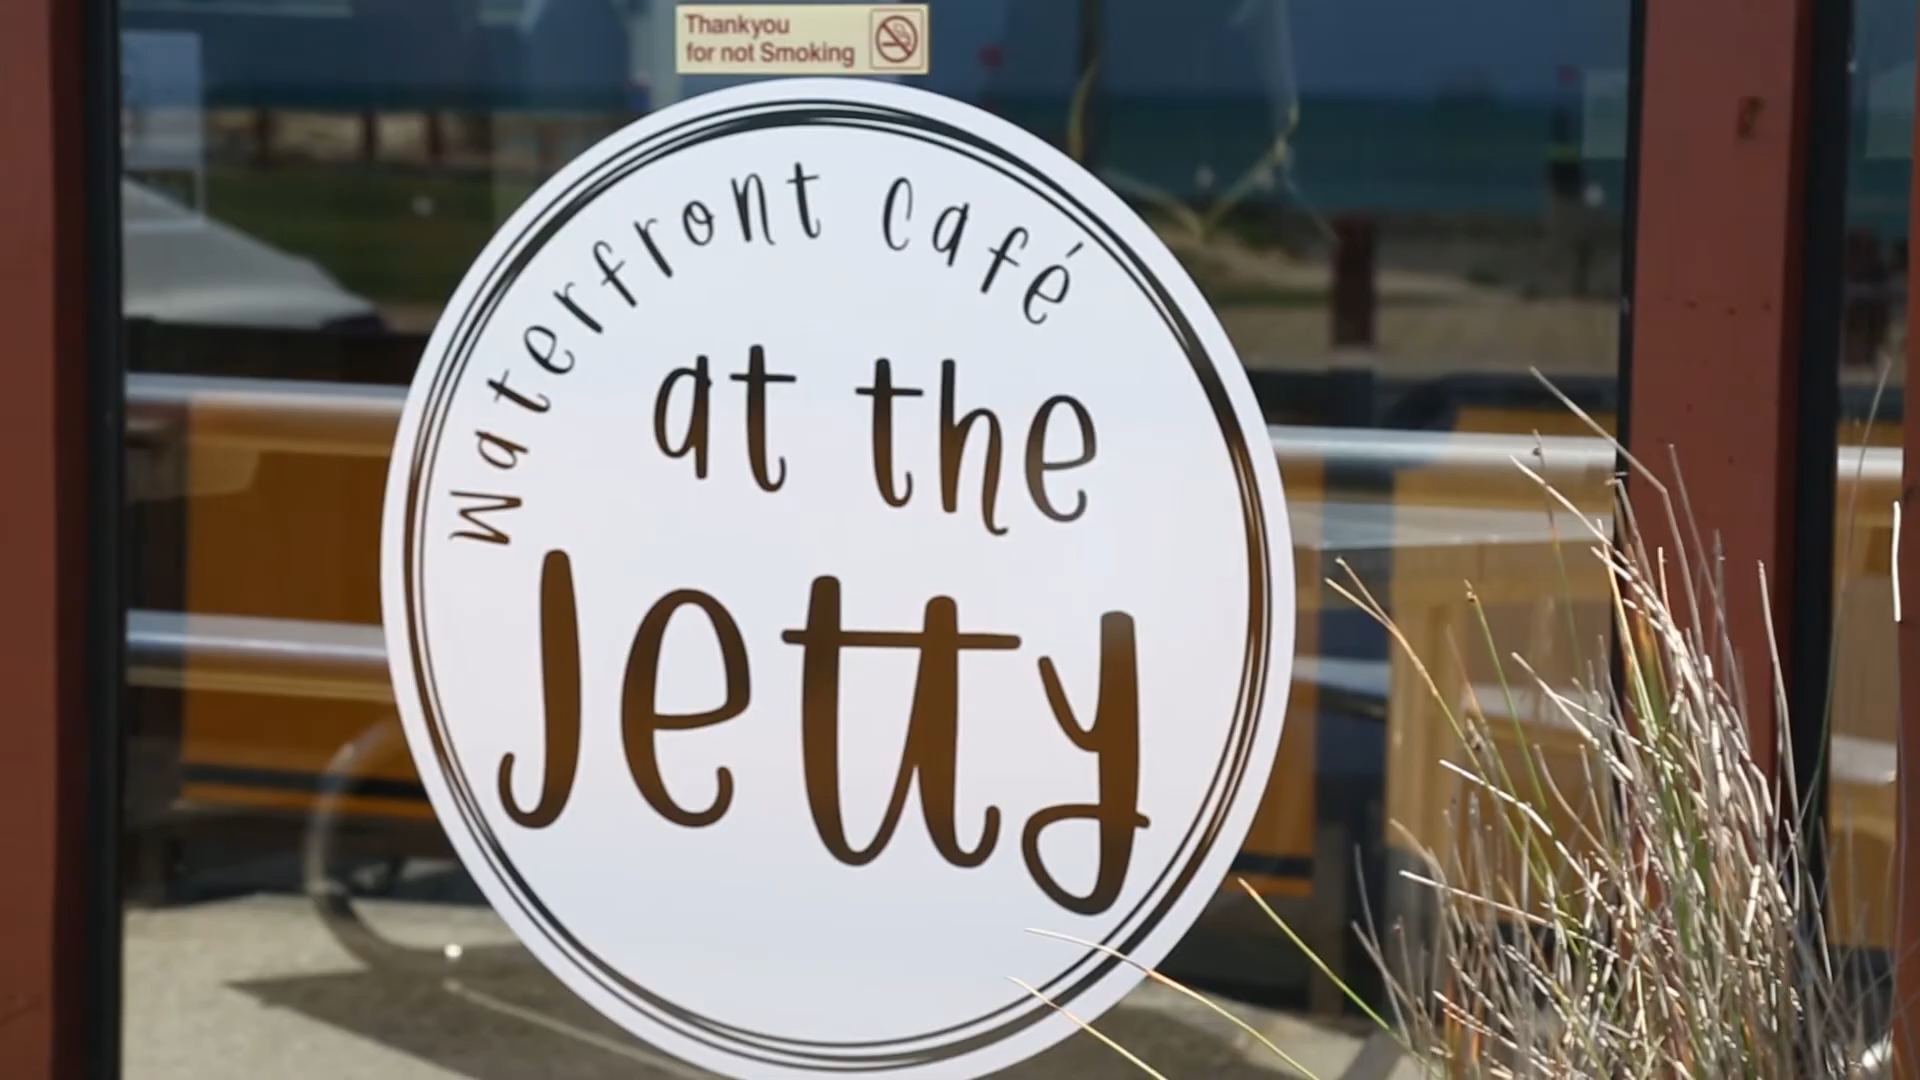 Thankyou
for not Smoking
Waterfront Café
at the
Jetty